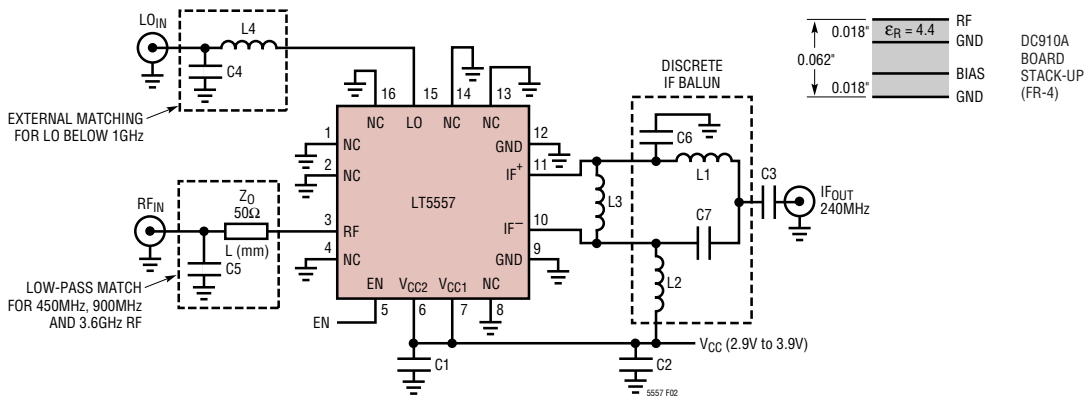 LO_IN
L4
C4
EXTERNAL MATCHING
FOR LO BELOW 1GHz
RF_IN
Z_O
50Ω
L (mm)
C5
LOW-PASS MATCH
FOR 450MHz, 900MHz
AND 3.6GHz RF
16
15
14
13
NC
LO
NC
NC
1
NC
2
NC
3
RF
4
NC
LT5557
GND
12
IF+
11
IF−
10
GND
9
EN
V_CC2
V_CC1
NC
5
6
7
8
EN
C1
C2
V_CC (2.9V to 3.9V)
5557 F02
DISCRETE
IF BALUN
C6
L1
L3
C7
L2
C3
IF_OUT
240MHz
0.018"
0.062"
0.018"
εR = 4.4
RF
GND
BIAS
GND
DC910A
BOARD
STACK-UP
(FR-4)